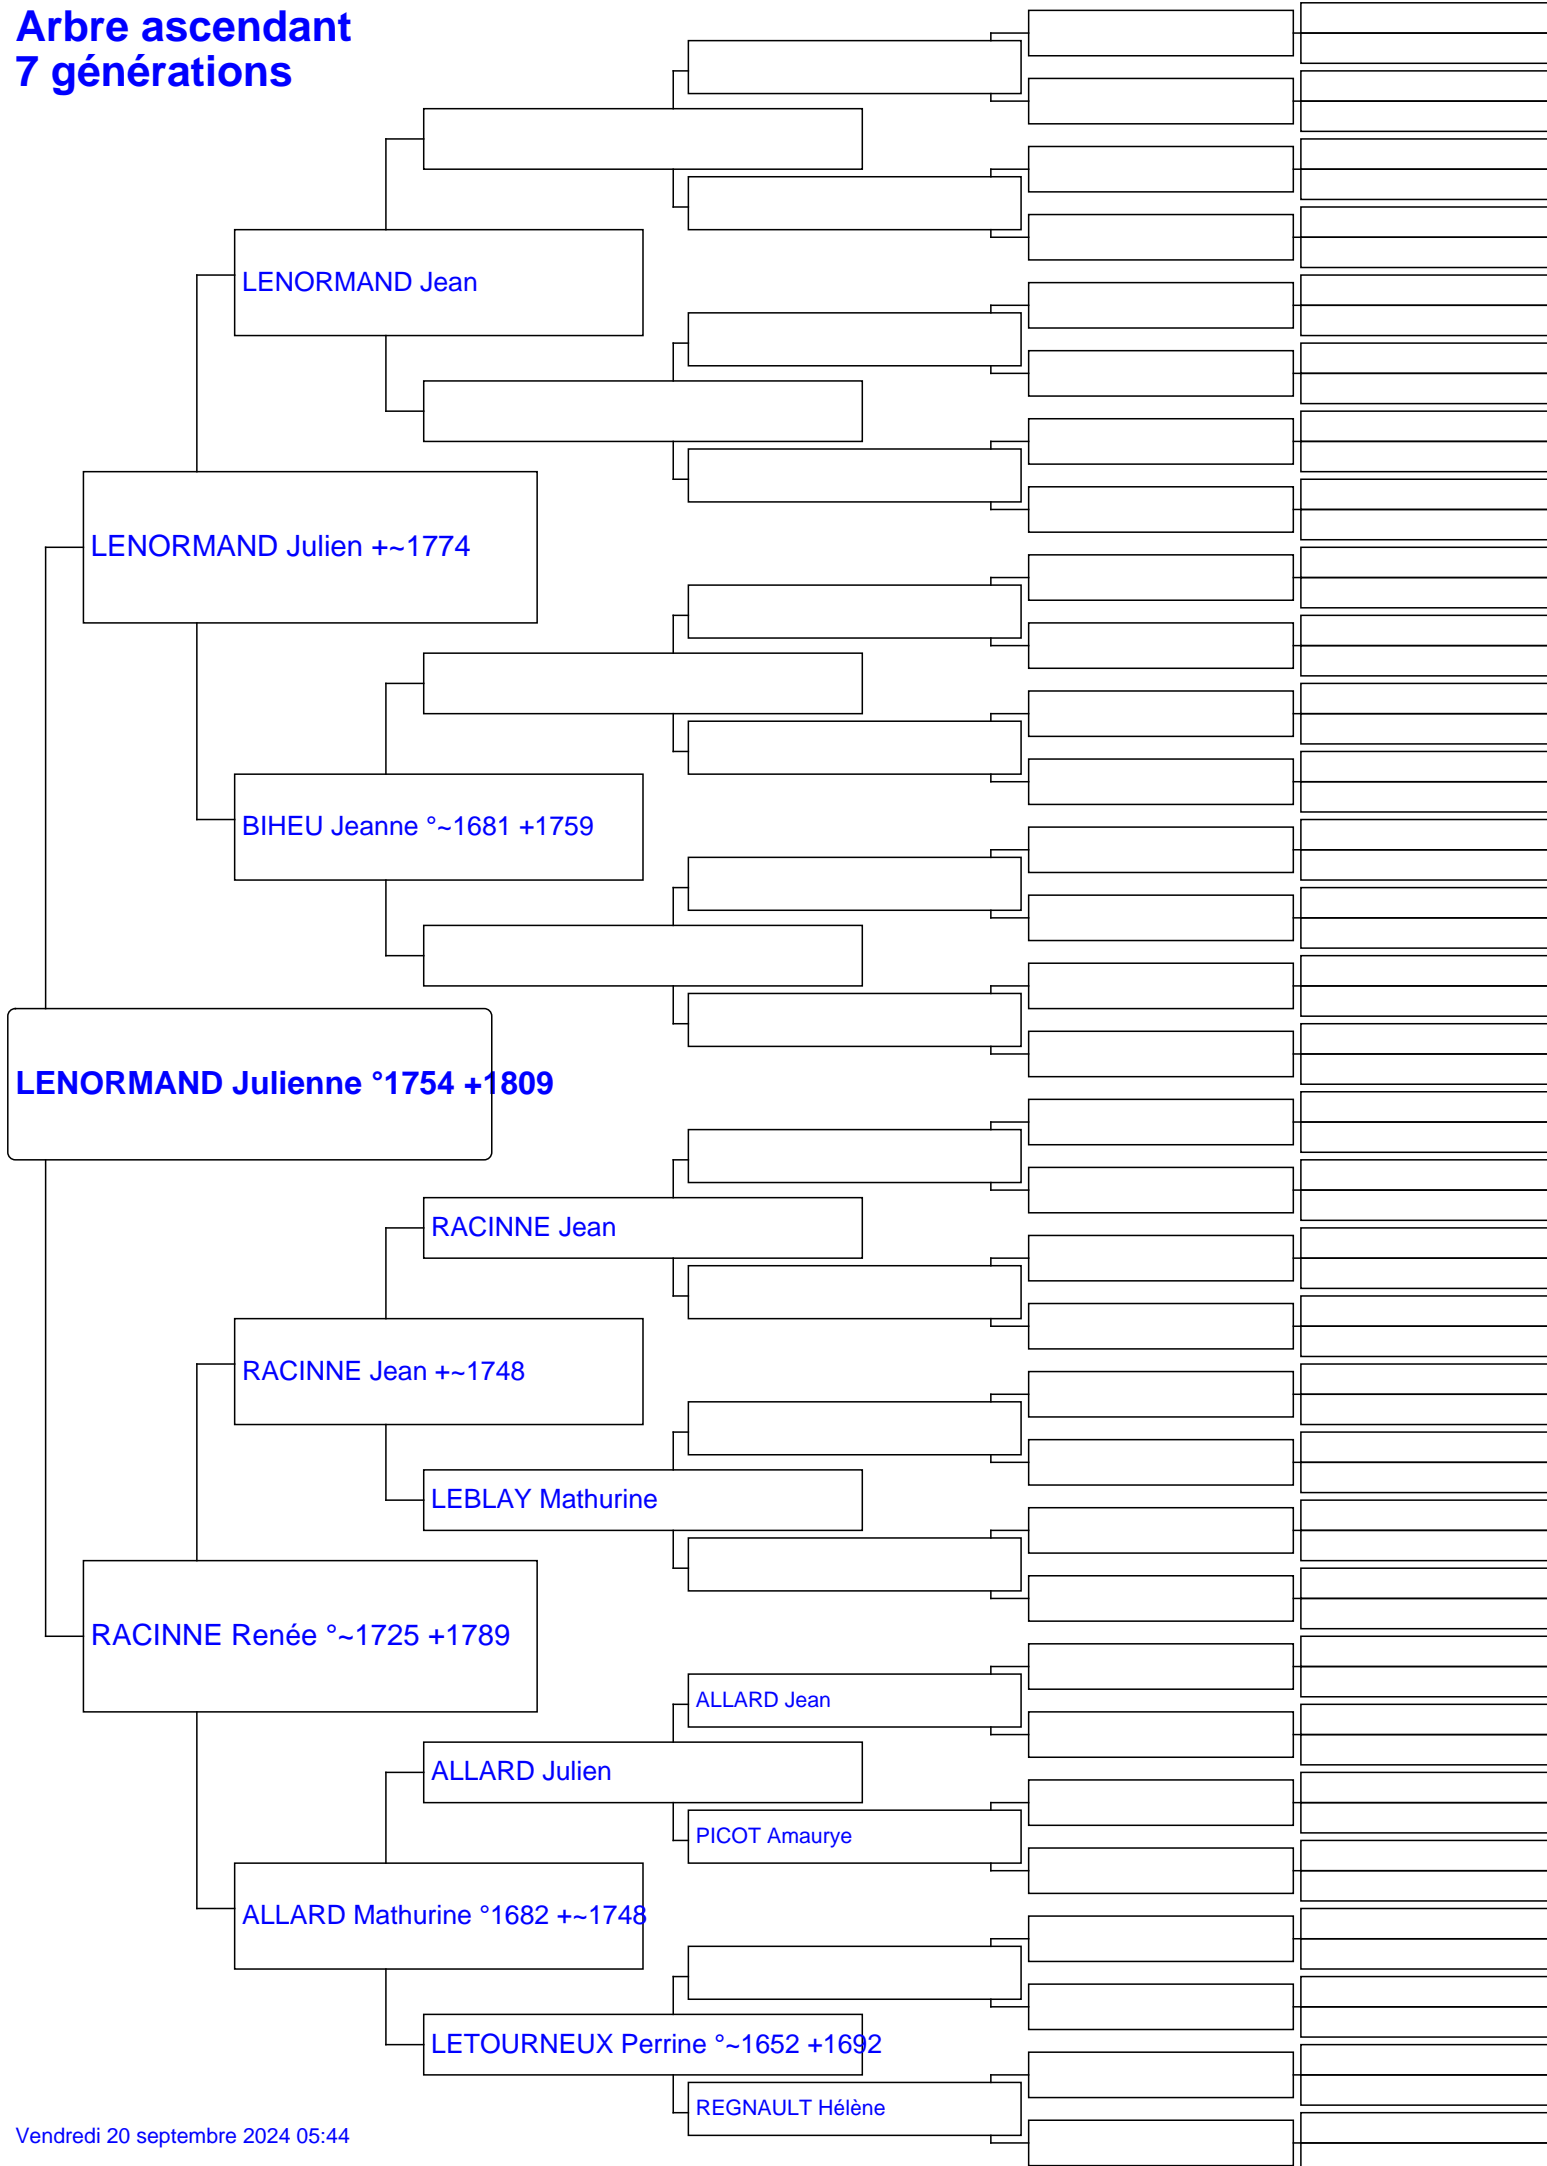 Arbre ascendant
7 générations
LENORMAND Jean
LENORMAND Julien +~1774
BIHEU Jeanne °~1681 +1759
LENORMAND Julienne °1754 +1809
RACINNE Jean
RACINNE Jean +~1748
LEBLAY Mathurine
RACINNE Renée °~1725 +1789
ALLARD Jean
ALLARD Julien
PICOT Amaurye
ALLARD Mathurine °1682 +~1748
LETOURNEUX Perrine °~1652 +1692
REGNAULT Hélène
Vendredi 20 septembre 2024 05:44